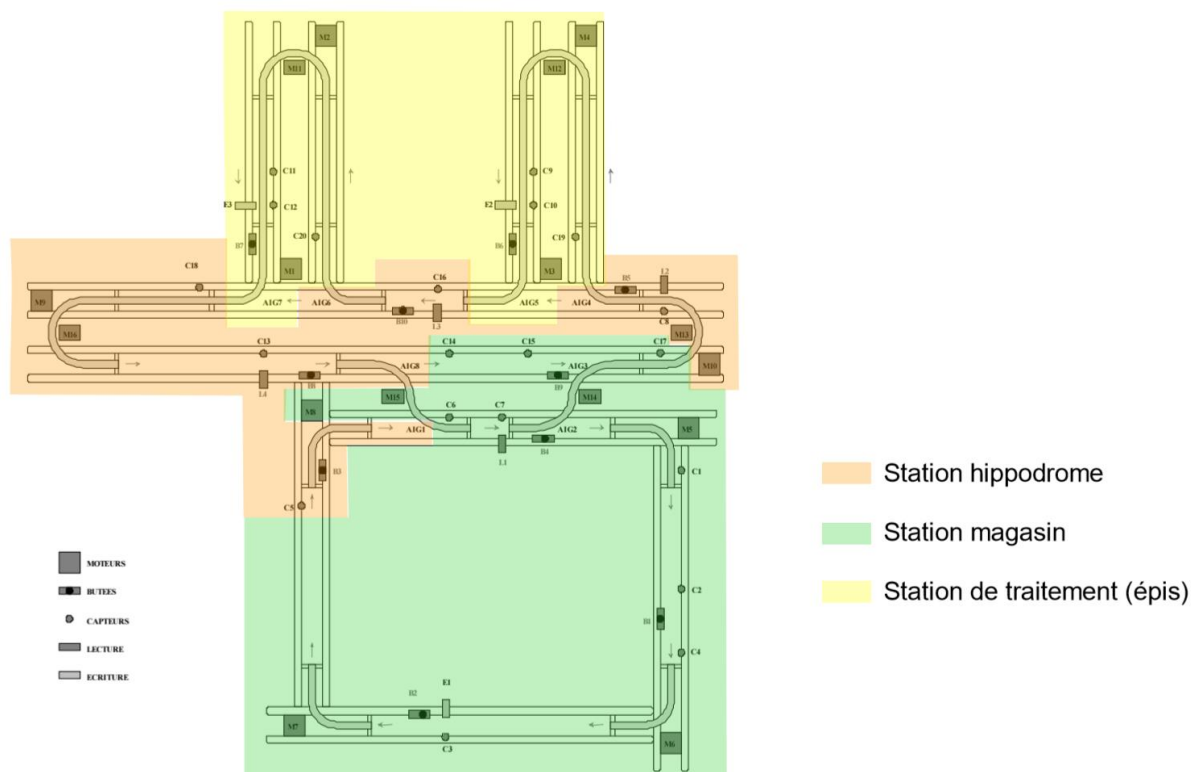 M2
M4
M11
M12
C11
C9
E3
C12
E2
C10
B7
C20
B6
C19
M1
M3
C18
C16
B5
L2
M9
AIG7
AIG6
AIG5
AIG4
B10
L3
C8
M16
M13
C13
C14
C15
C17
AIG8
AIG3
M10
L4
B8
B9
M8
M15
C6
C7
M14
AIG1
AIG2
M5
L1
B4
B3
C1
C5
Station hippodrome
Station magasin
Station de traitement (épis)
MOTEURS
BUTEES
CAPTEURS
LECTURE
ECRITURE
C2
B1
C4
B2
E1
M7
C3
M6